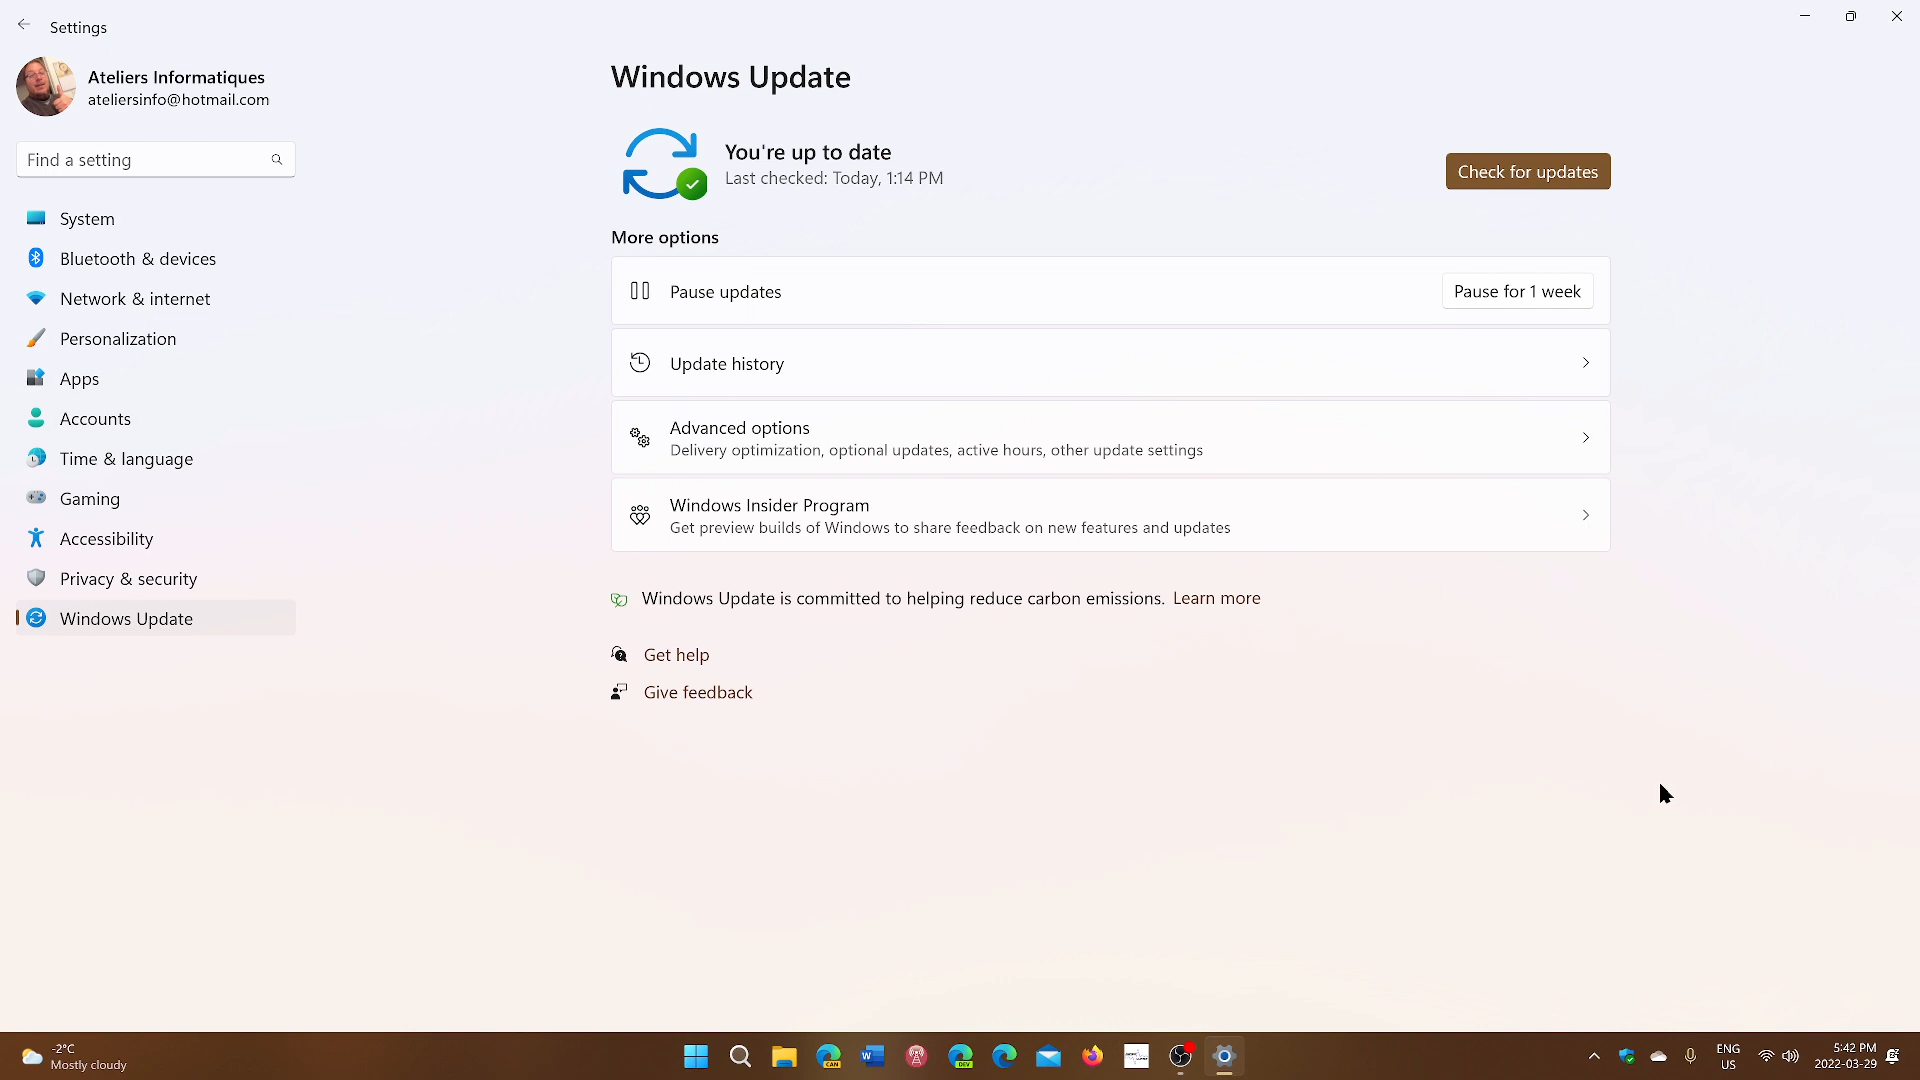 Settings
Ateliers Informatiques
ateliersinfo@hotmail.com
Find a setting
System
Bluetooth & devices
Network & internet
Personalization
Apps
Accounts
Time & language
Gaming
Accessibility
Privacy & security
Windows Update
Windows Update
You're up to date
Last checked: Today, 1:14 PM
Check for updates
More options
Pause updates
Pause for 1 week
Update history
Advanced options
Delivery optimization, optional updates, active hours, other update settings
Windows Insider Program
Get preview builds of Windows to share feedback on new features and updates
Windows Update is committed to helping reduce carbon emissions. Learn more
Get help
Give feedback
-2°C
Mostly cloudy
CAN
DEV
ENG
US
5:42 PM
2022-03-29